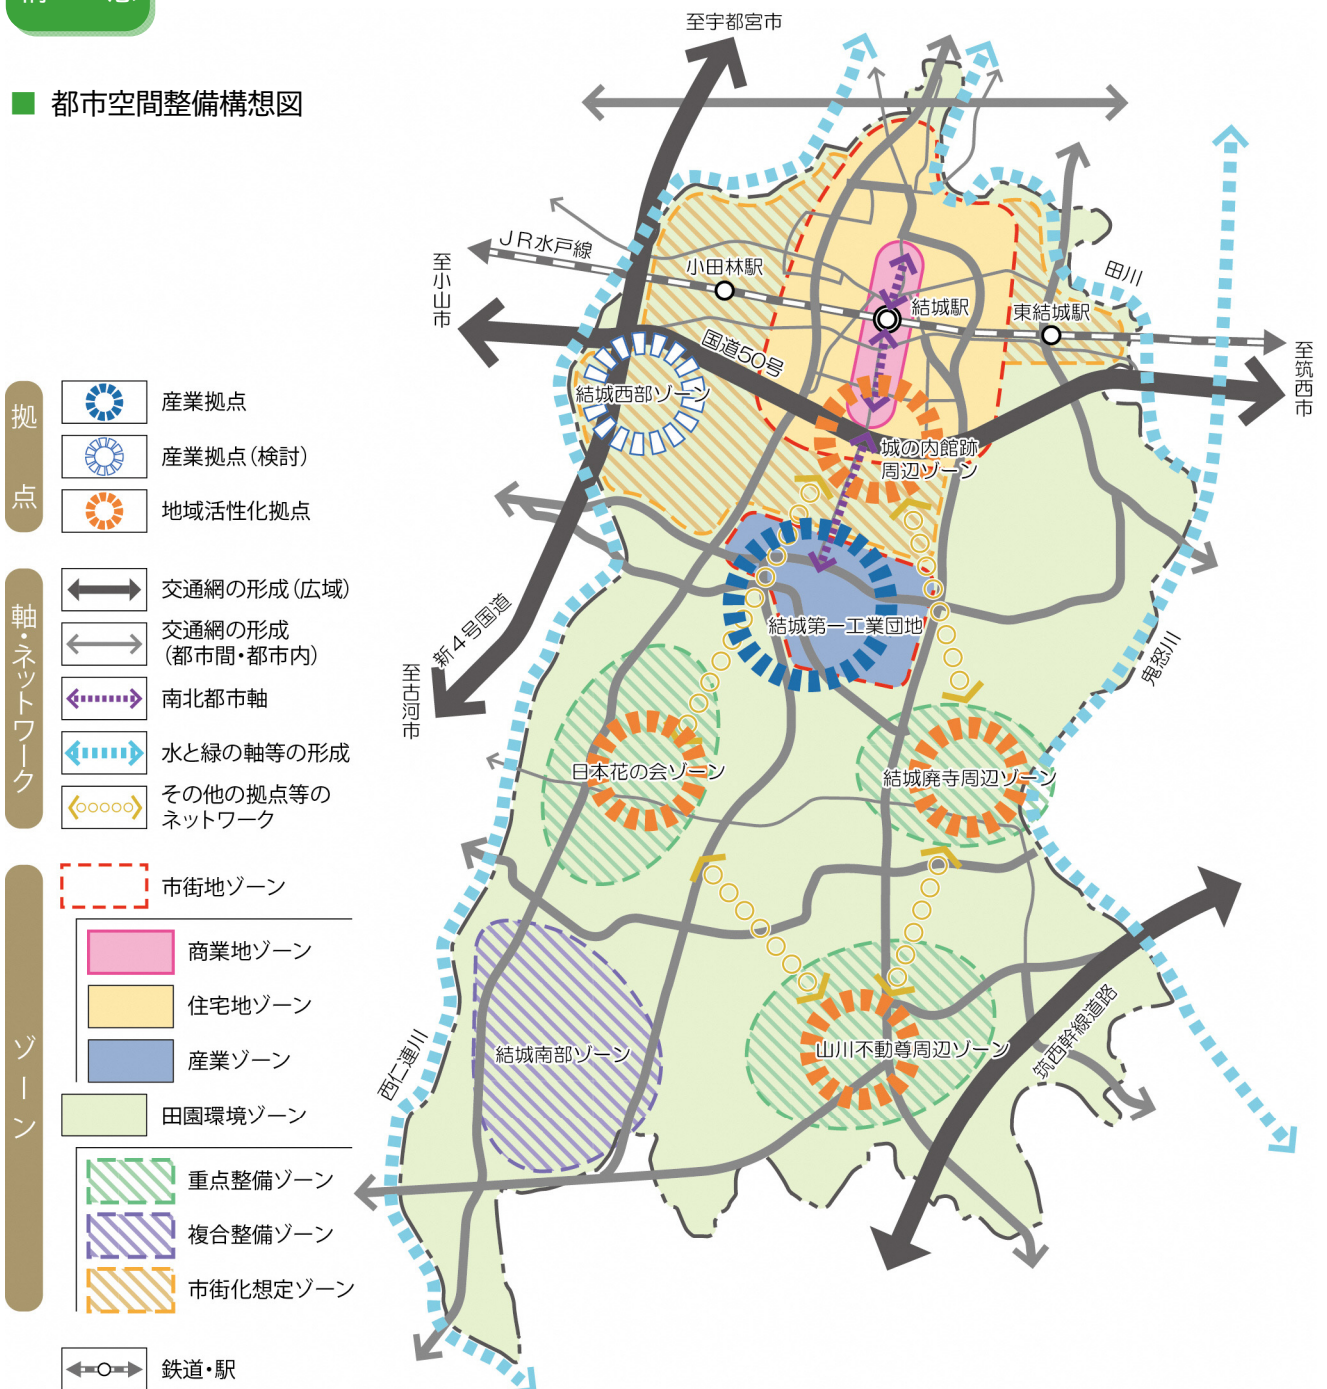 構想
■ 都市空間整備構想図
至宇都宮市
JR水戸線
至小山市
小田林駅
結城駅
東結城駅
田川
至筑西市
国道50号
結城西部ゾーン
城の内館跡
周辺ゾーン
結城第一工業団地
新4号国道
至古河市
鬼怒川
日本花の会ゾーン
結城廃寺周辺ゾーン
結城南部ゾーン
山川不動尊周辺ゾーン
筑西幹線道路
西仁連川
拠点
産業拠点
産業拠点(検討)
地域活性化拠点
軸・ネットワーク
交通網の形成(広域)
交通網の形成
(都市間・都市内)
南北都市軸
水と緑の軸等の形成
その他の拠点等の
ネットワーク
ゾーン
市街地ゾーン
商業地ゾーン
住宅地ゾーン
産業ゾーン
田園環境ゾーン
重点整備ゾーン
複合整備ゾーン
市街化想定ゾーン
鉄道・駅